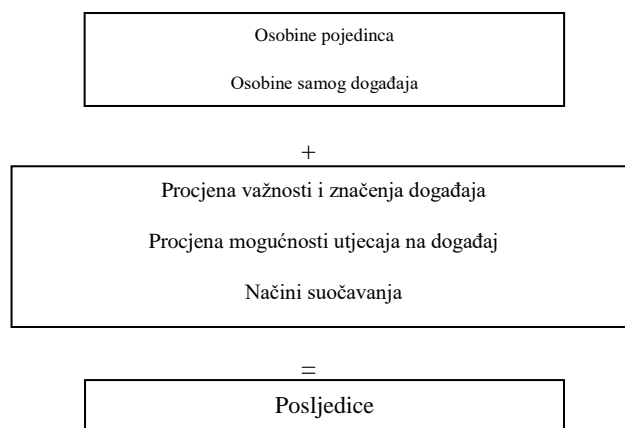 Osobine pojedinca
Osobine samog događaja
+
Procjena važnosti i značenja događaja
Procjena mogućnosti utjecaja na događaj
Načini suočavanja
=
Posljedice